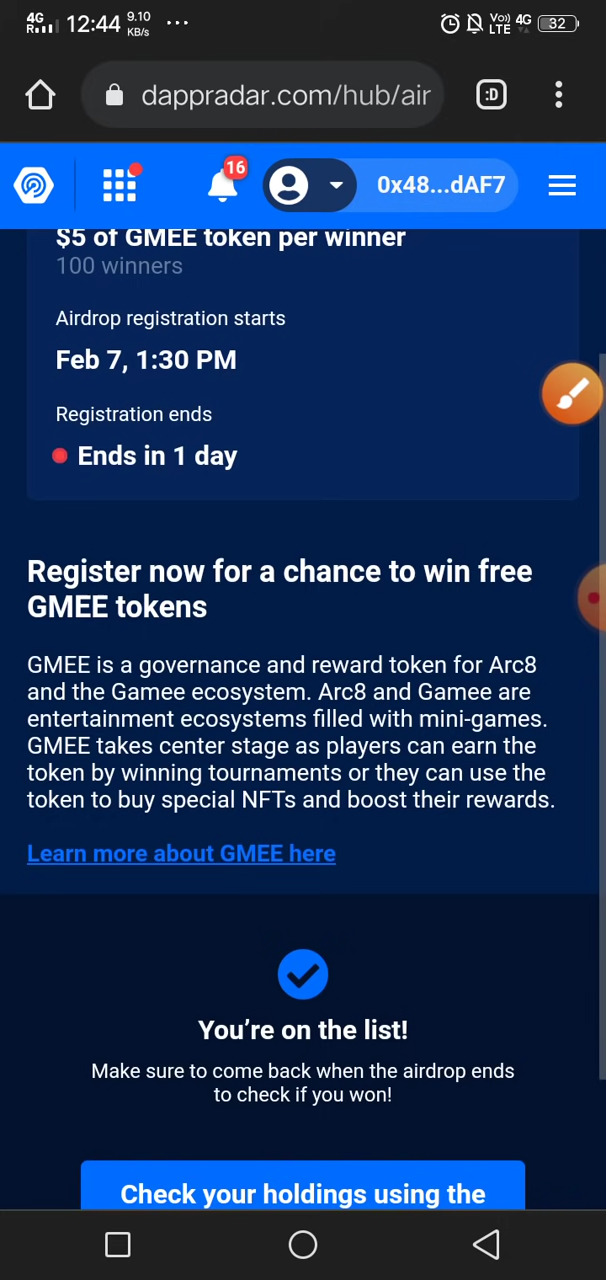 4G
R
12:44
9.10
KB/s
...
Vo))
LTE
4G
32
dappradar.com/hub/air
:D
16
0x48...dAF7
$5 of GMEE token per winner
100 winners
Airdrop registration starts
Feb 7, 1:30 PM
Registration ends
Ends in 1 day
Register now for a chance to win free
GMEE tokens
GMEE is a governance and reward token for Arc8
and the Gamee ecosystem. Arc8 and Gamee are
entertainment ecosystems filled with mini-games.
GMEE takes center stage as players can earn the
token by winning tournaments or they can use the
token to buy special NFTs and boost their rewards.
Learn more about GMEE here
You're on the list!
Make sure to come back when the airdrop ends
to check if you won!
Check your holdings using the